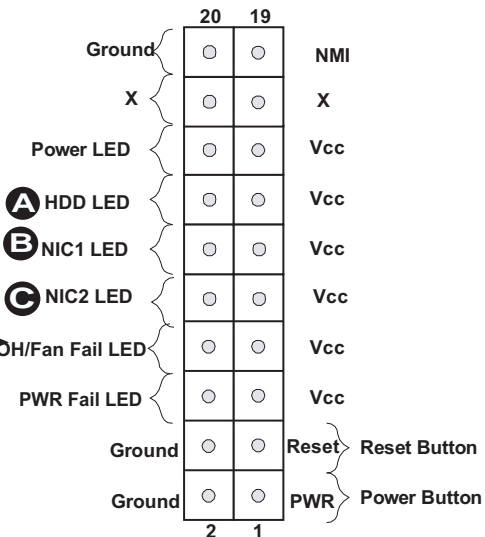 20 19
Ground NMI
X X
Power LED Vcc
A HDD LED Vcc
B NIC1 LED Vcc
C NIC2 LED Vcc
OH/Fan Fail LED Vcc
PWR Fail LED Vcc
Ground Reset Reset Button
Ground PWR Power Button
2 1